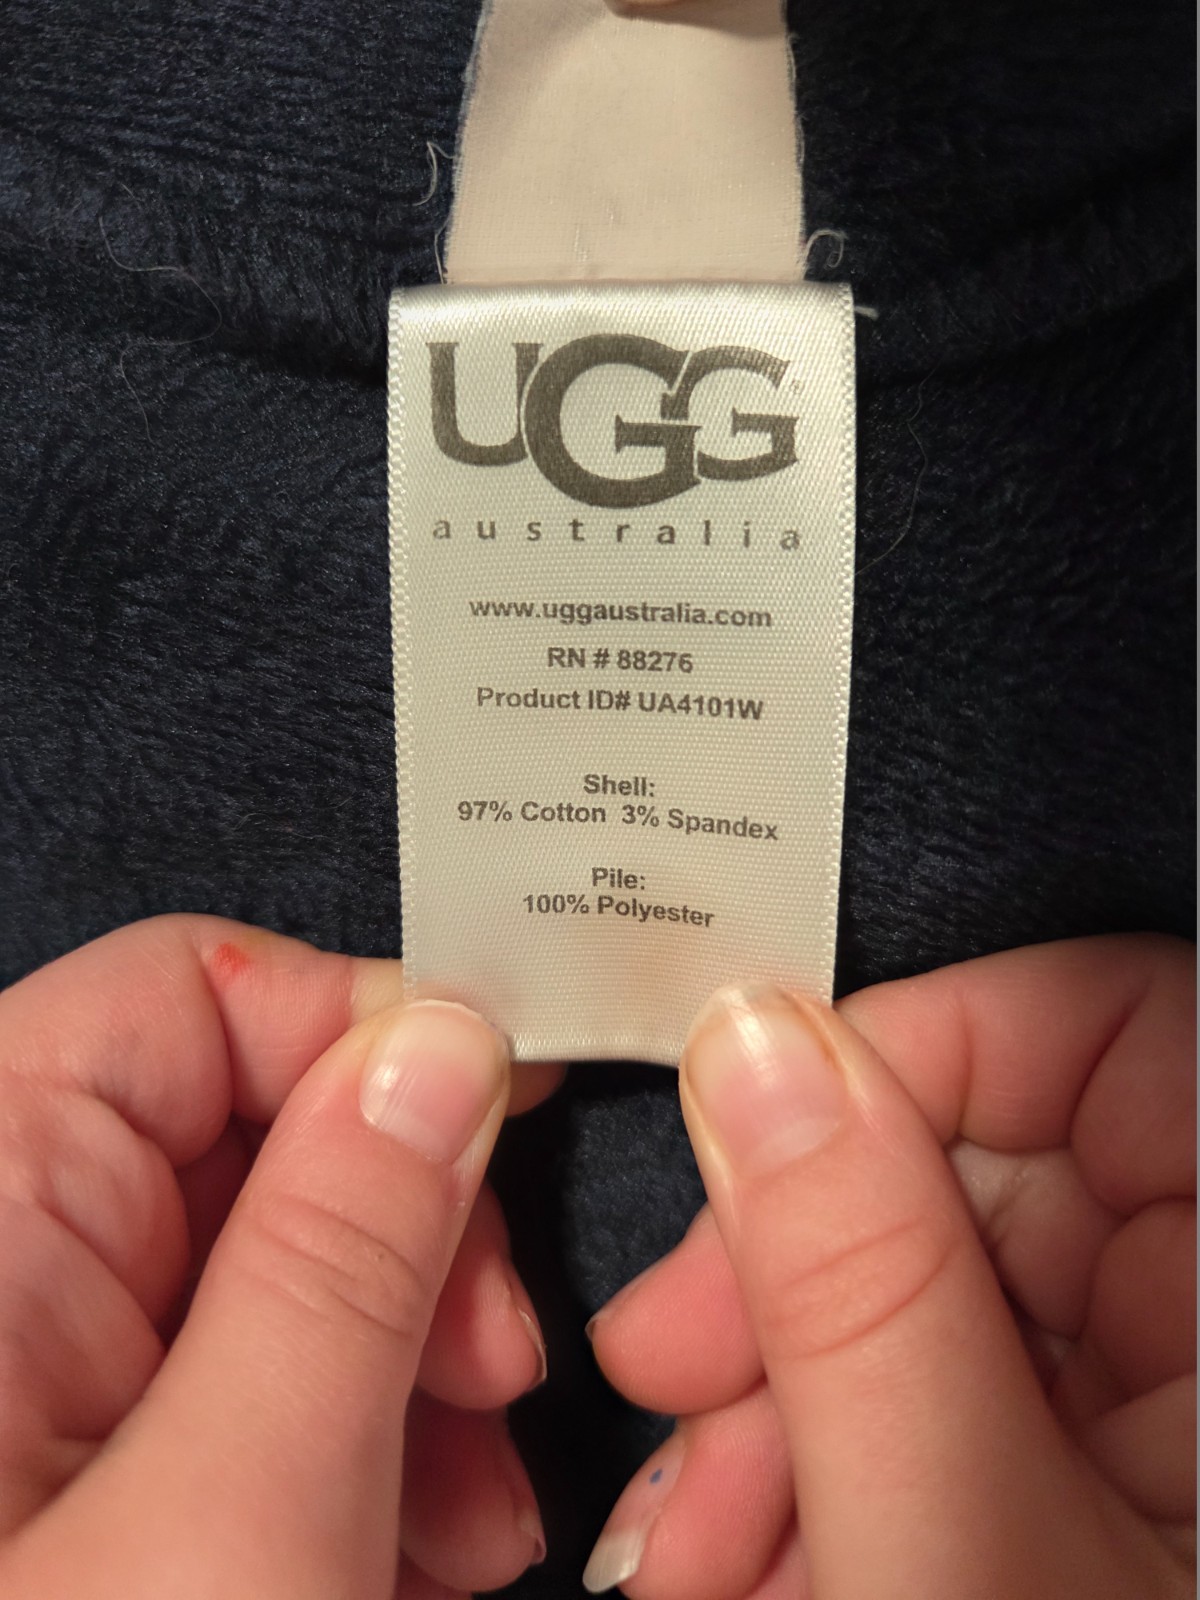 UGG®
australia
www.uggaustralia.com
RN # 88276
Product ID# UA4101W
Shell:
97% Cotton 3% Spandex
Pile:
100% Polyester